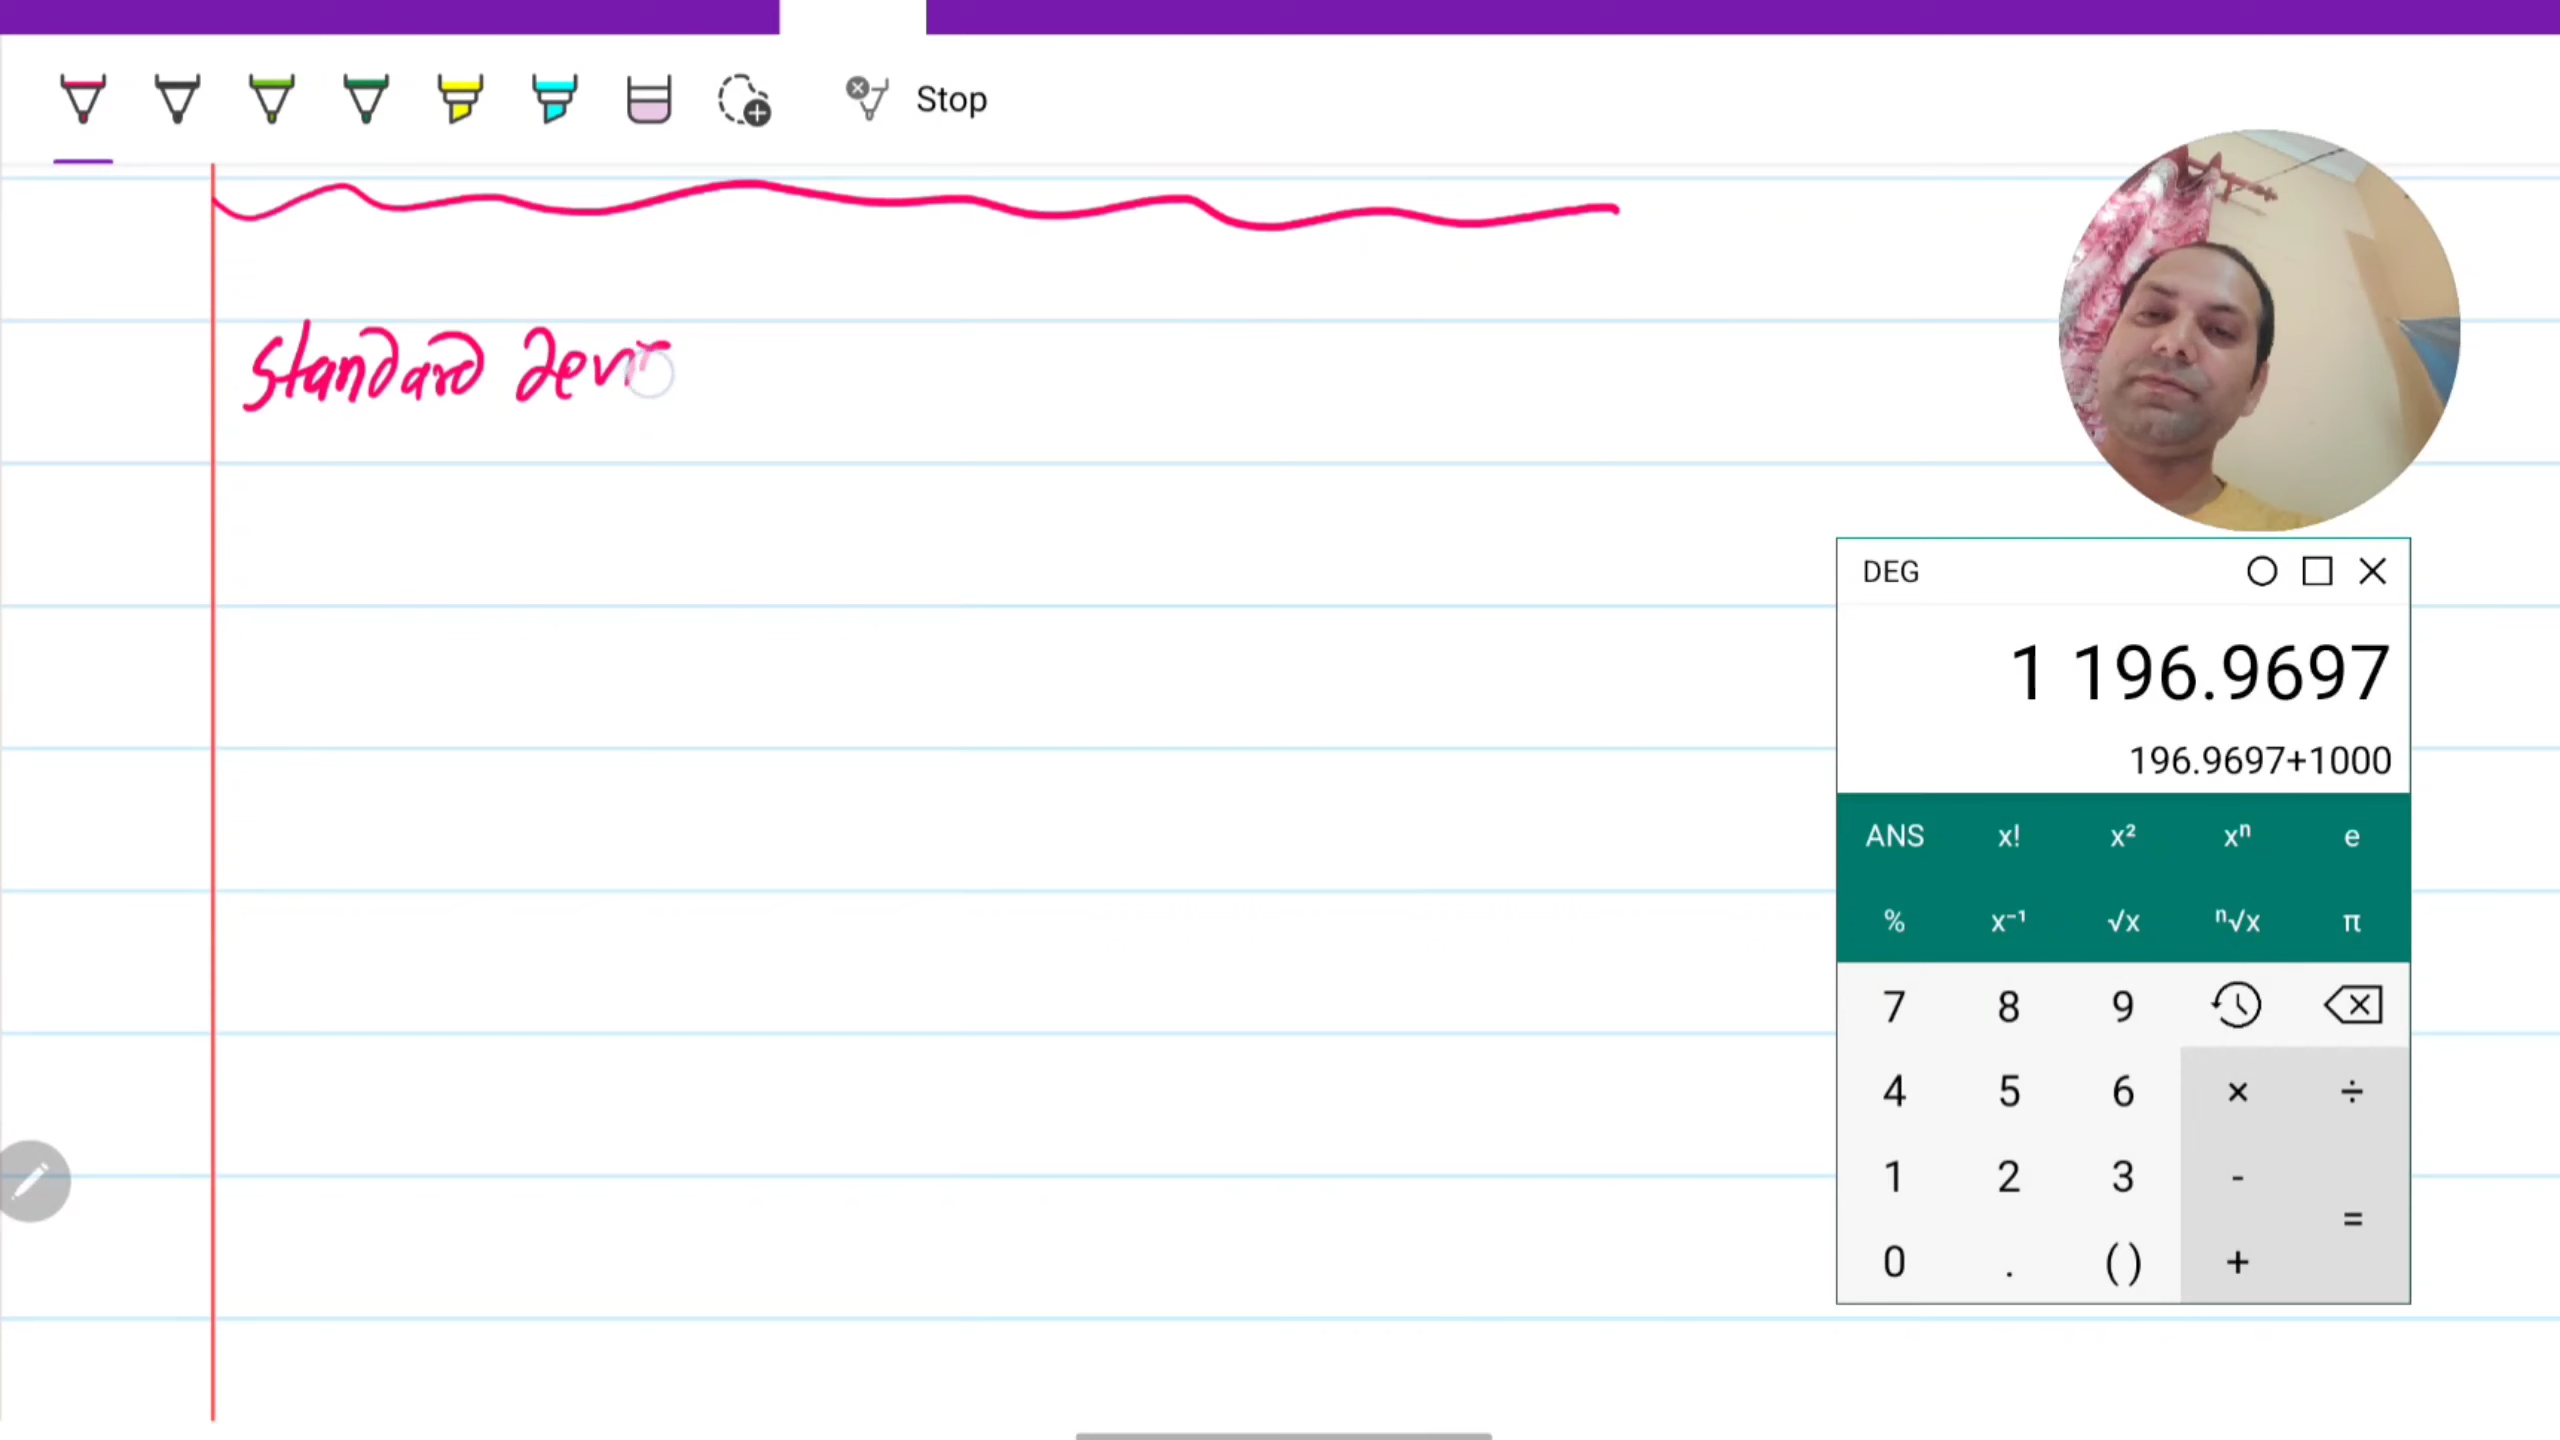 Stop
Standard Devi
DEG
1 196.9697
196.9697+1000
ANS x! x² xⁿ e
% x⁻¹ √x ⁿ√x π
7 8 9
4 5 6 × ÷
1 2 3 - =
0 . ( ) +